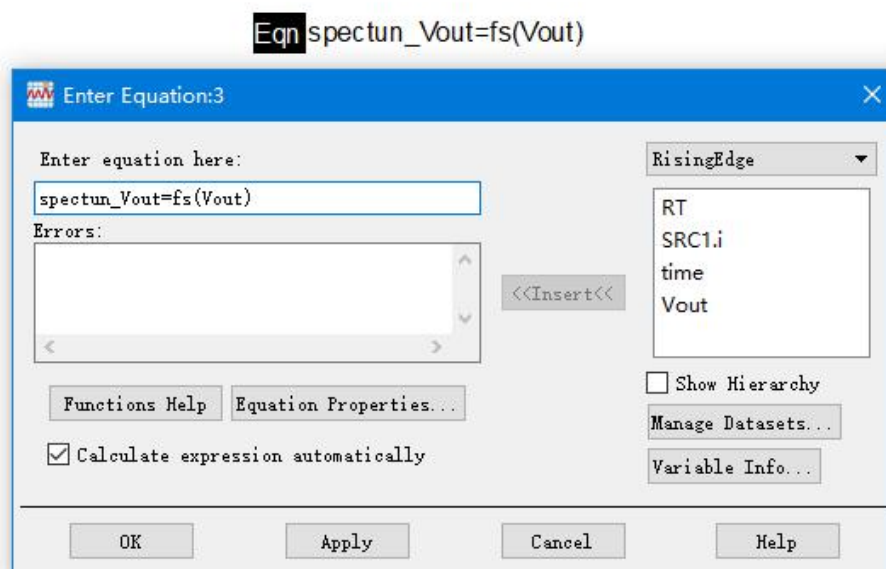 Eqn spectun_Vout=fs(Vout)
Enter Equation:3
Enter equation here:
RisingEdge
spectun_Vout=fs(Vout)
Errors:
RT
SRC1.i
time
Vout
<<Insert<<
Show Hierarchy
Functions Help
Equation Properties...
Manage Datasets...
Calculate expression automatically
Variable Info...
OK
Apply
Cancel
Help